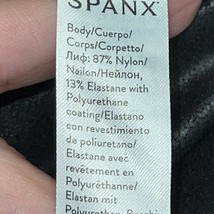 SPANX
Body/Cuerpo/
Corps/Corpetto/
Лиф: 87% Nylon/
Nailon/Нейлон,
13% Elastane with
Polyurethane
coating/Elastano
con revestimiento
de poliuretano/
Elastane avec
revêtement en
Polyuréthanne/
Elastan mit